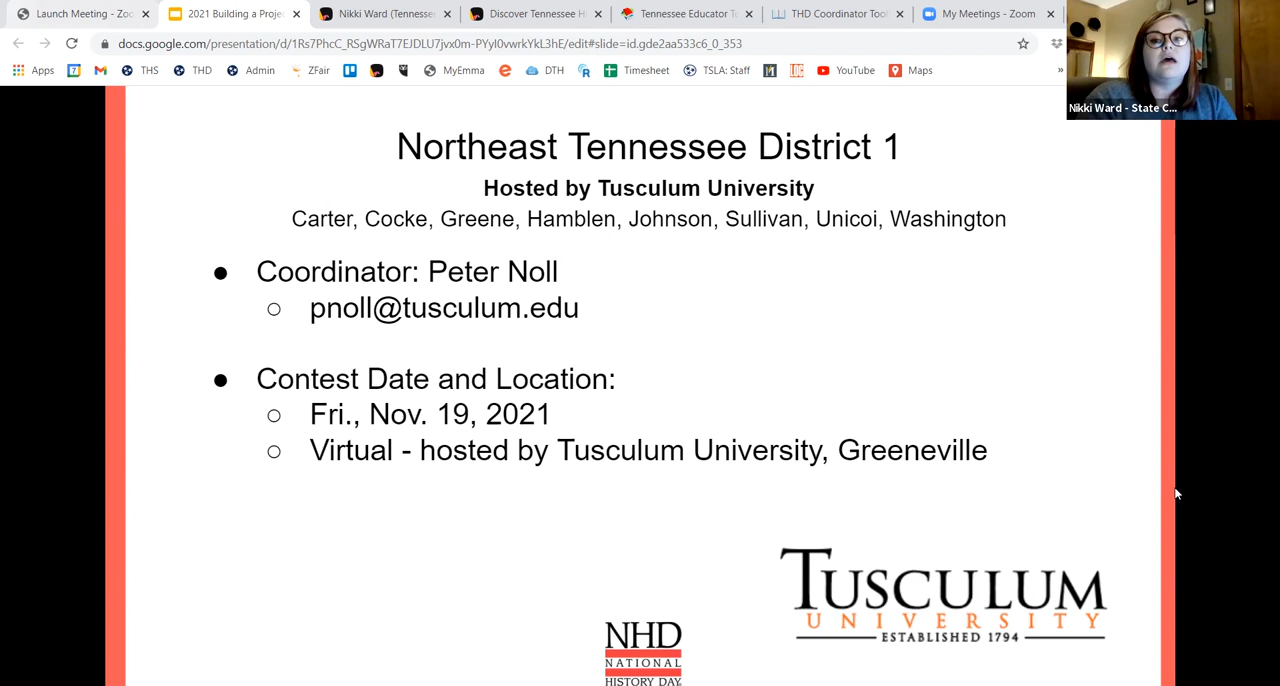 Launch Meeting - Zoo
2021 Building a Proje
Nikki Ward (Tennesse
Discover Tennessee H
Tennessee Educator T
THD Coordinator Tool
My Meetings - Zoom
docs.google.com/presentation/d/1Rs7PhcC_RSgWRaT7EJDLU7jvx0m-PYyI0vwrkYkL3hE/edit#slide=id.gde2aa533c6_0_353
Apps
THS
THD
Admin
ZFair
MyEmma
DTH
Timesheet
TSLA: Staff
YouTube
Maps
»
Nikki Ward - State C...
Northeast Tennessee District 1
Hosted by Tusculum University
Carter, Cocke, Greene, Hamblen, Johnson, Sullivan, Unicoi, Washington
● Coordinator: Peter Noll
○ pnoll@tusculum.edu
● Contest Date and Location:
○ Fri., Nov. 19, 2021
○ Virtual - hosted by Tusculum University, Greeneville
TUSCULUM
UNIVERSITY
ESTABLISHED 1794
NHD
NATIONAL
HISTORY DAY